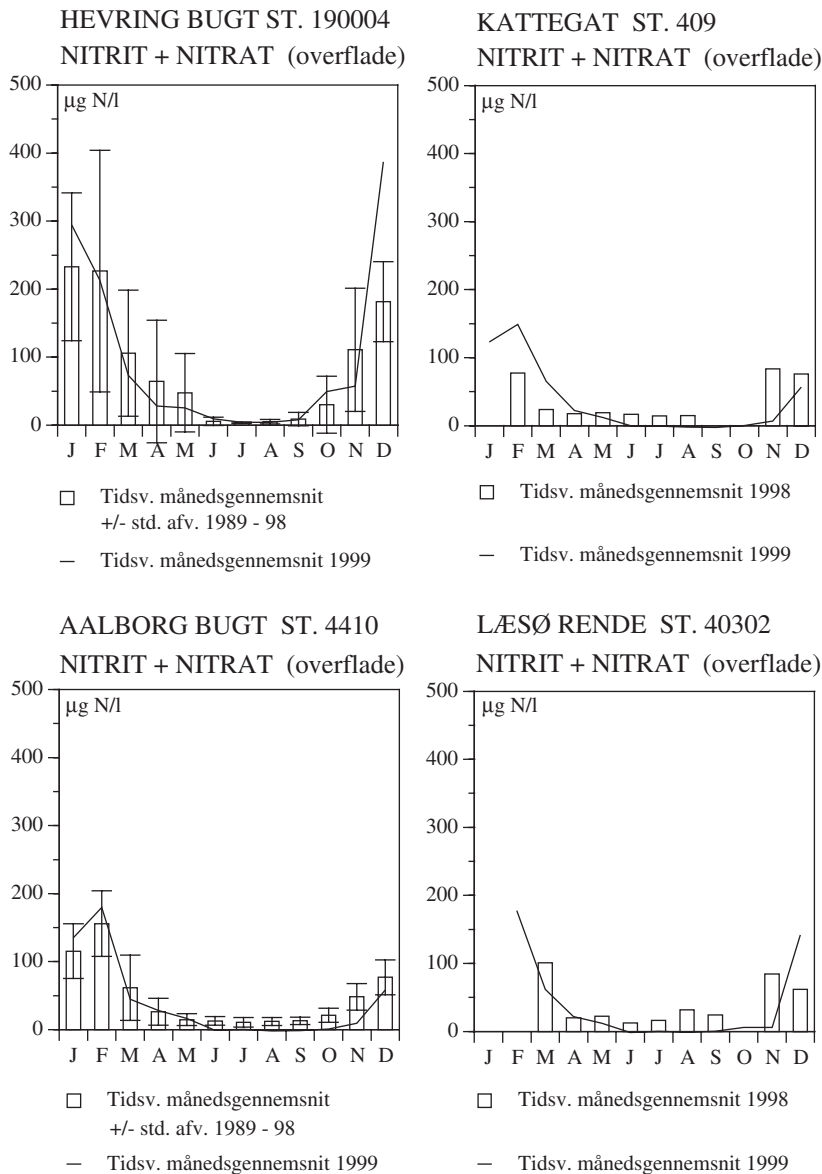 HEVRING BUGT ST. 190004
NITRIT + NITRAT (overflade)
500
µg N/l
400
300
200
100
0
J F M A M J J A S O N D
Tidsv. månedsgennemsnit
+/- std. afv. 1989 - 98
Tidsv. månedsgennemsnit 1999
KATTEGAT ST. 409
NITRIT + NITRAT (overflade)
500
µg N/l
400
300
200
100
0
J F M A M J J A S O N D
Tidsv. månedsgennemsnit 1998
Tidsv. månedsgennemsnit 1999
AALBORG BUGT ST. 4410
NITRIT + NITRAT (overflade)
500
µg N/l
400
300
200
100
0
J F M A M J J A S O N D
Tidsv. månedsgennemsnit
+/- std. afv. 1989 - 98
Tidsv. månedsgennemsnit 1999
LÆSØ RENDE ST. 40302
NITRIT + NITRAT (overflade)
500
µg N/l
400
300
200
100
0
J F M A M J J A S O N D
Tidsv. månedsgennemsnit 1998
Tidsv. månedsgennemsnit 1999